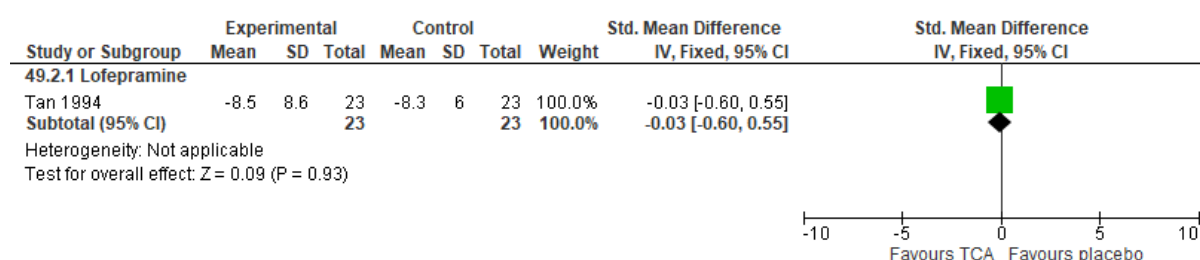 Experimental Control Std. Mean Difference Std. Mean Difference
Study or Subgroup Mean SD Total Mean SD Total Weight IV, Fixed, 95% CI IV, Fixed, 95% CI
49.2.1 Lofepramine
Tan 1994 -8.5 8.6 23 -8.3 6 23 100.0% -0.03 [-0.60, 0.55]
Subtotal (95% CI) 23 23 100.0% -0.03 [-0.60, 0.55]
Heterogeneity: Not applicable
Test for overall effect: Z = 0.09 (P = 0.93)
-10 -5 0 5 10
Favours TCA Favours placebo